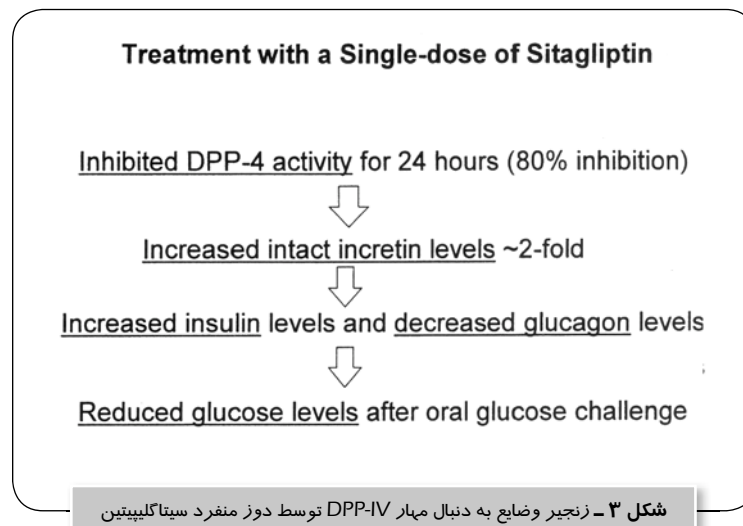 Treatment with a Single-dose of Sitagliptin
Inhibited DPP-4 activity for 24 hours (80% inhibition)
Increased intact incretin levels ~2-fold
Increased insulin levels and decreased glucagon levels
Reduced glucose levels after oral glucose challenge
شکل ۳ ـ زنجیر وضایع به دنبال مهار DPP-IV توسط دوز منفرد سیتاگلیپیتین